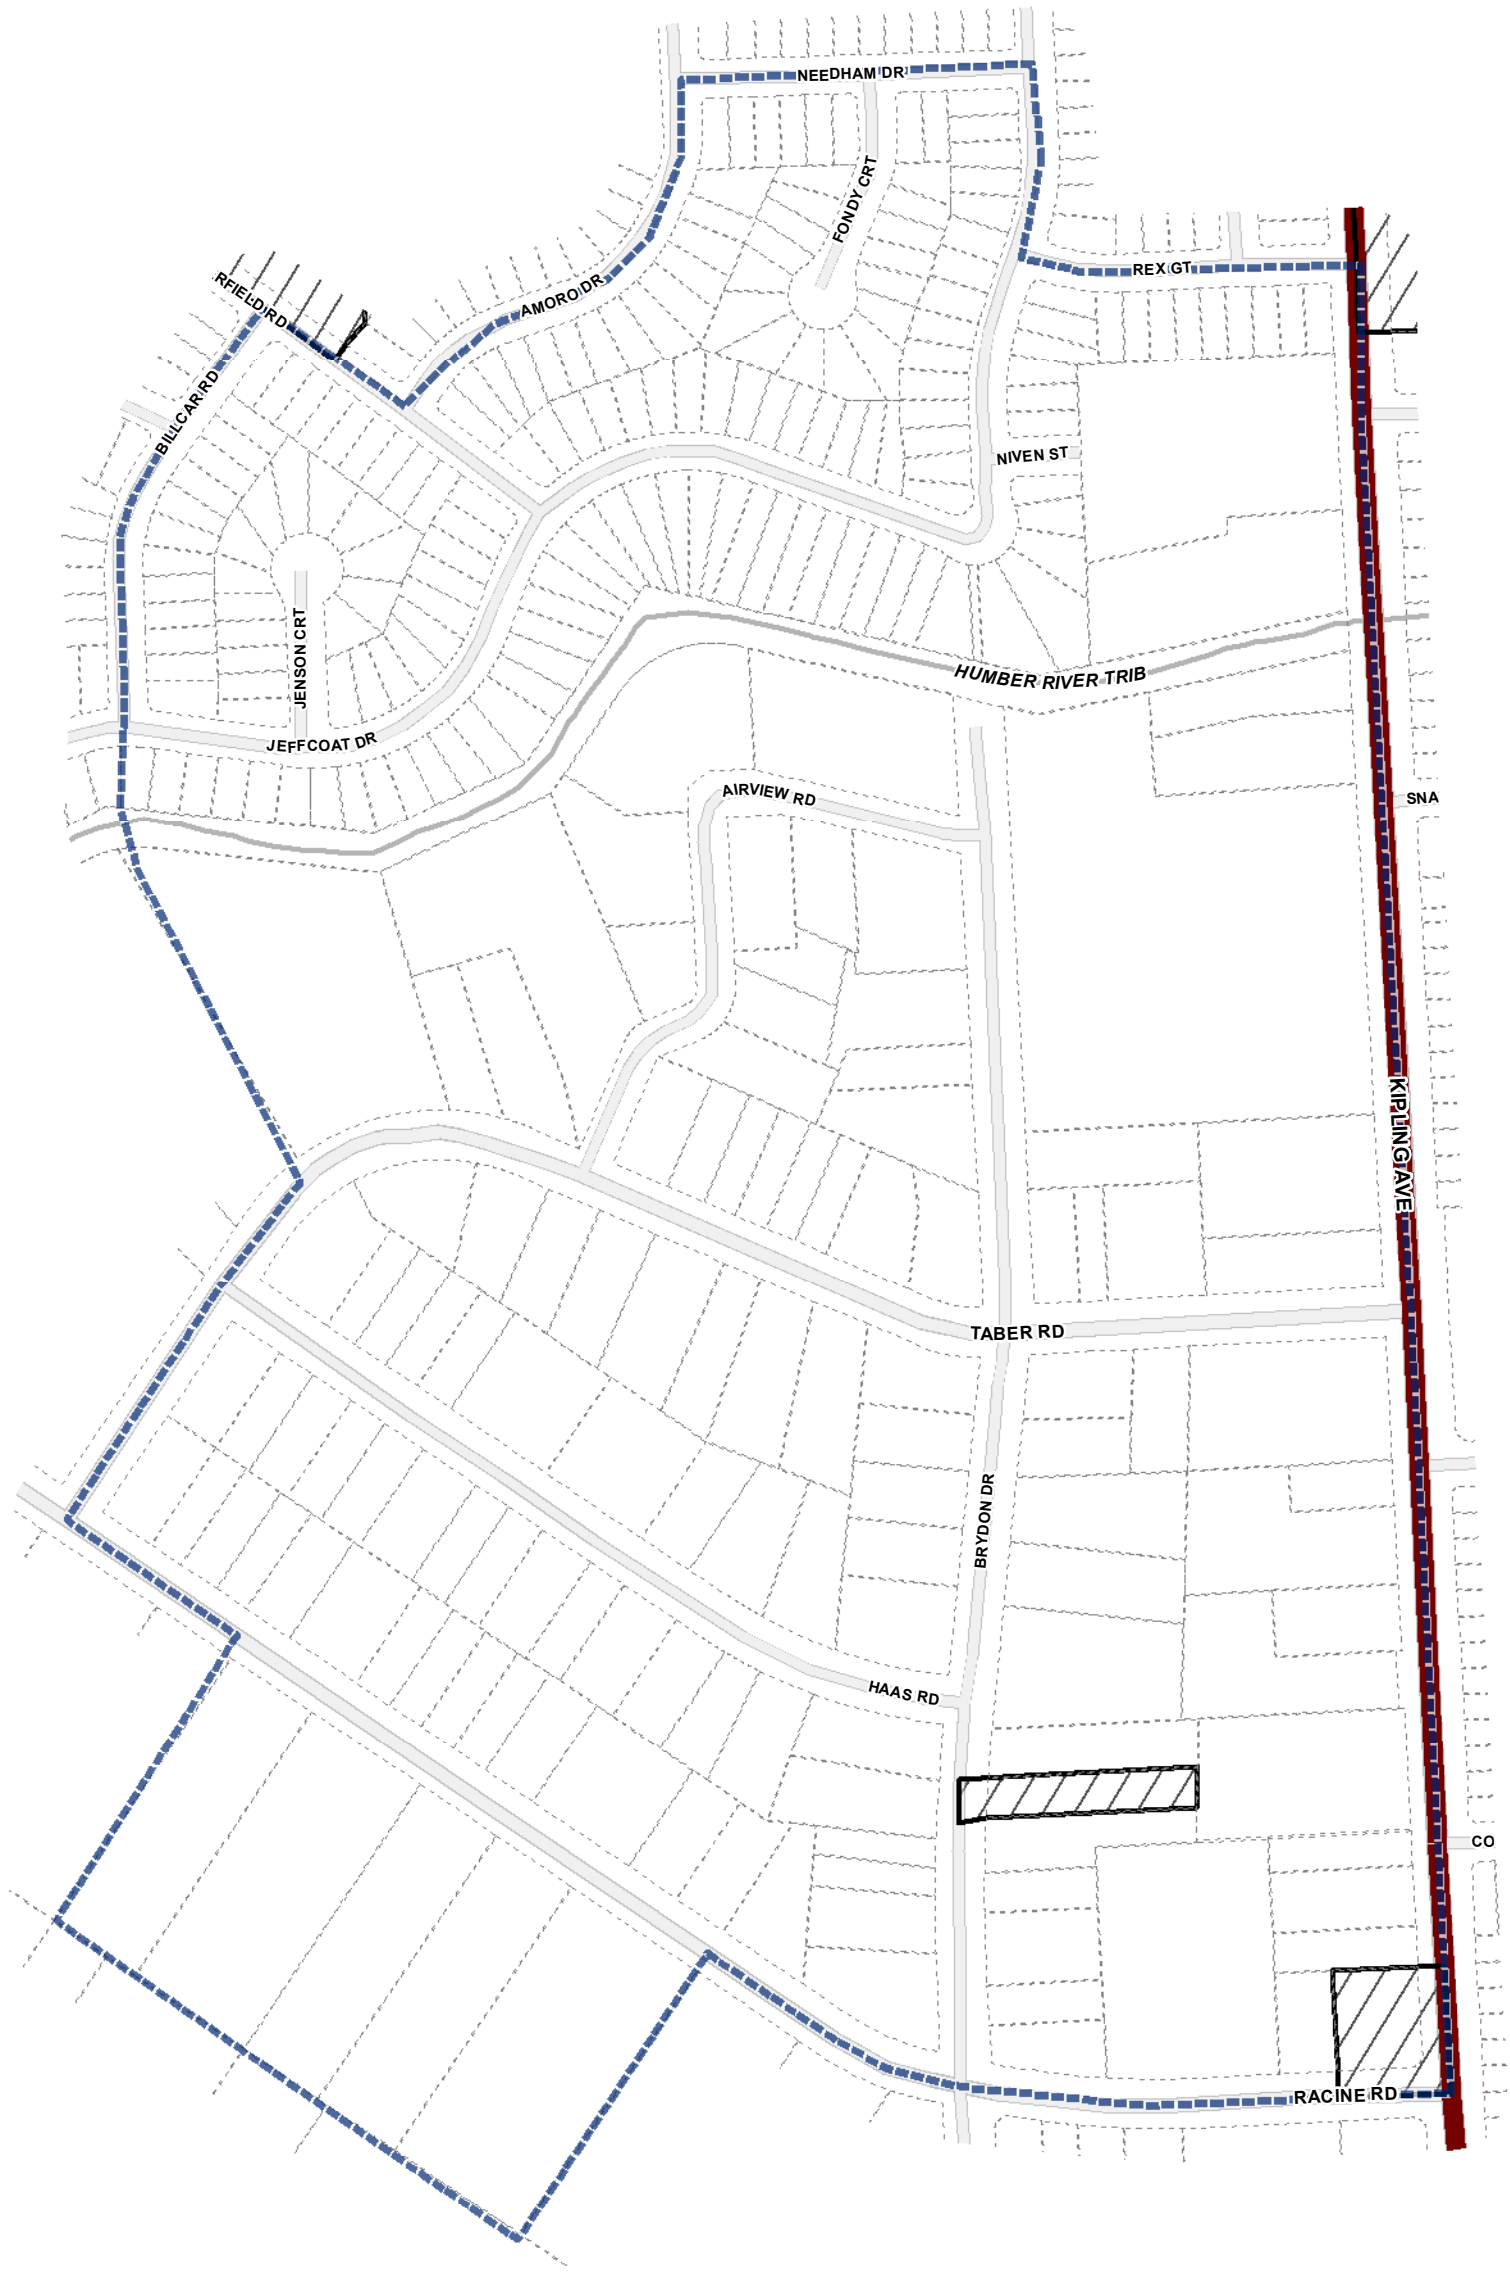 NEEDHAM DR
FONDY CRT
REX GT
RFIELD RD
AMORO DR
BILLCAR RD
NIVEN ST
JENSON CRT
HUMBER RIVER TRIB
JEFFCOAT DR
AIRVIEW RD
SNA
KIPLING AVE
TABER RD
BRYDON DR
HAAS RD
CO
RACINE RD